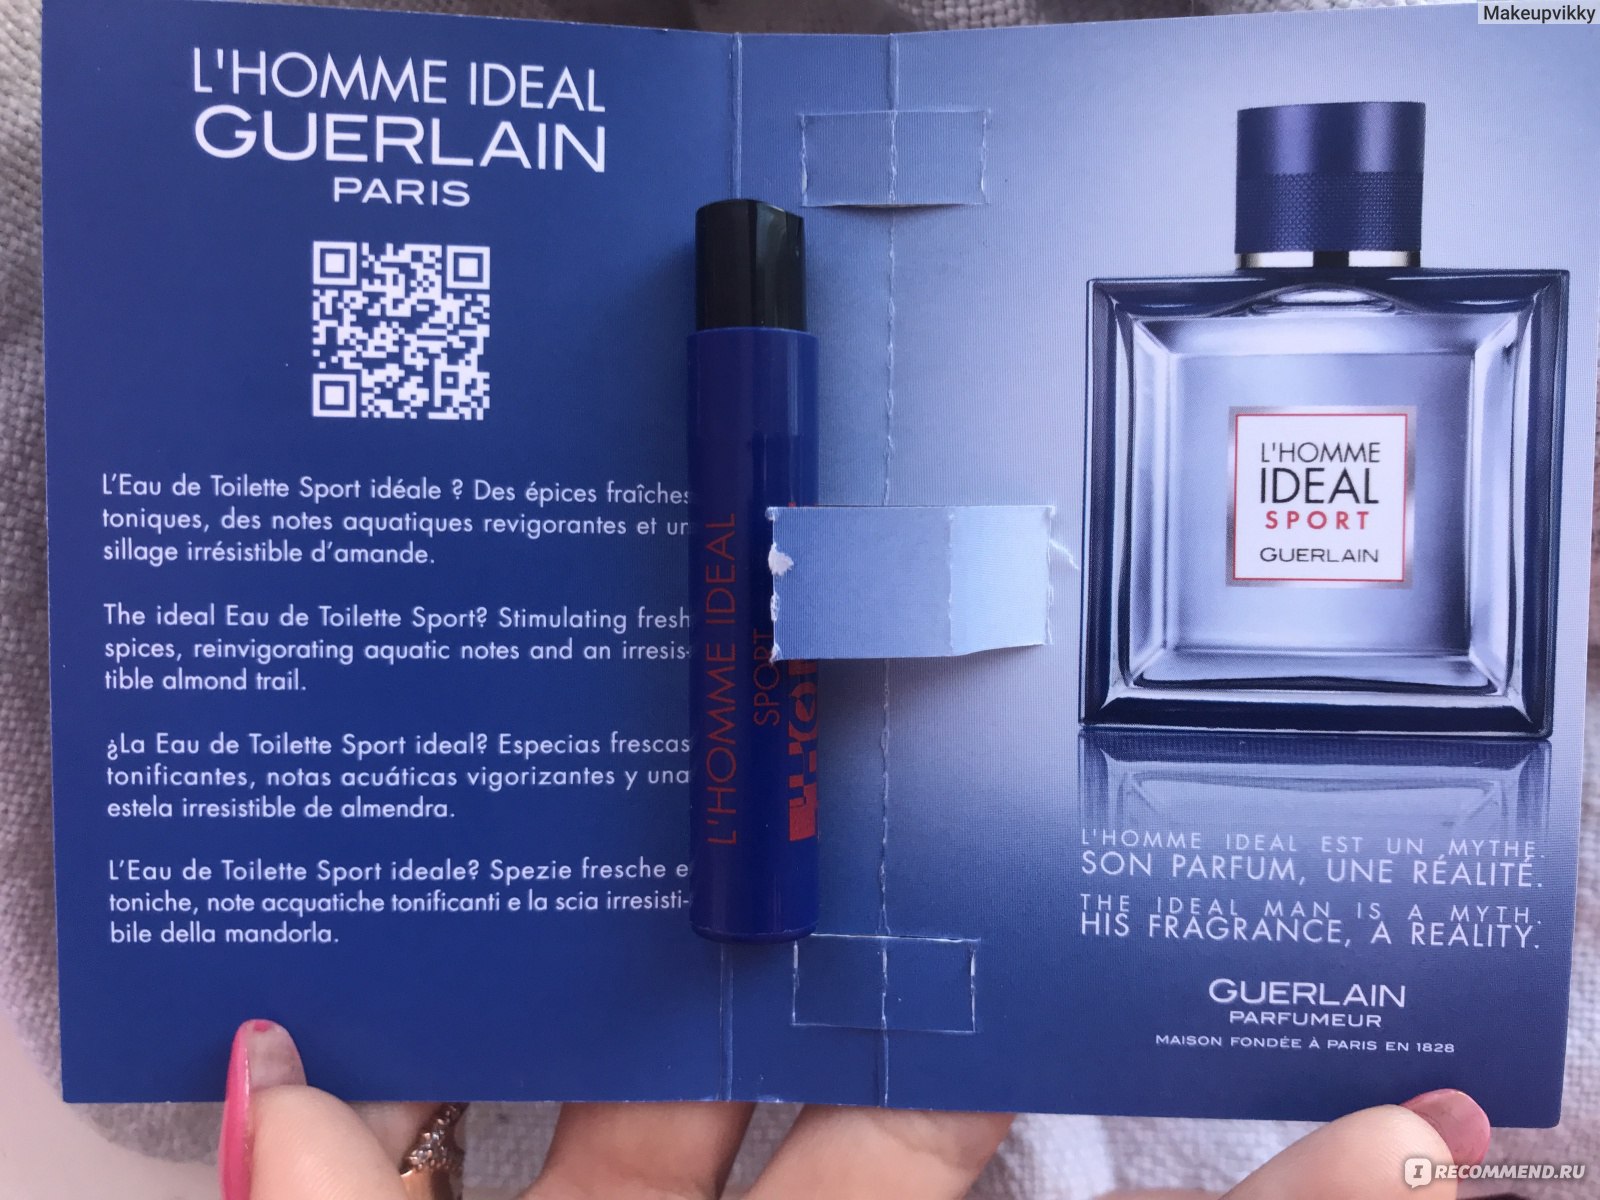 Makeupvikky
L'HOMME IDEAL
GUERLAIN
PARIS
L'Eau de Toilette Sport idéale ? Des épices fraîches
toniques, des notes aquatiques revigorantes et un
sillage irrésistible d'amande.
The ideal Eau de Toilette Sport? Stimulating fresh
spices, reinvigorating aquatic notes and an irresis-
tible almond trail.
¿La Eau de Toilette Sport ideal? Especias frescas
tonificantes, notas acuáticas vigorizantes y una
estela irresistible de almendra.
L'Eau de Toilette Sport ideale? Spezie fresche e
toniche, note acquatiche tonificanti e la scia irresisti-
bile della mandorla.
L'HOMME IDEAL
SPORT
L'HOMME
IDEAL
SPORT
GUERLAIN
L'HOMME IDEAL EST UN MYTHE.
SON PARFUM, UNE RÉALITÉ.
THE IDEAL MAN IS A MYTH.
HIS FRAGRANCE, A REALITY.
GUERLAIN
PARFUMEUR
MAISON FONDÉE À PARIS EN 1828
IRECOMMEND.RU